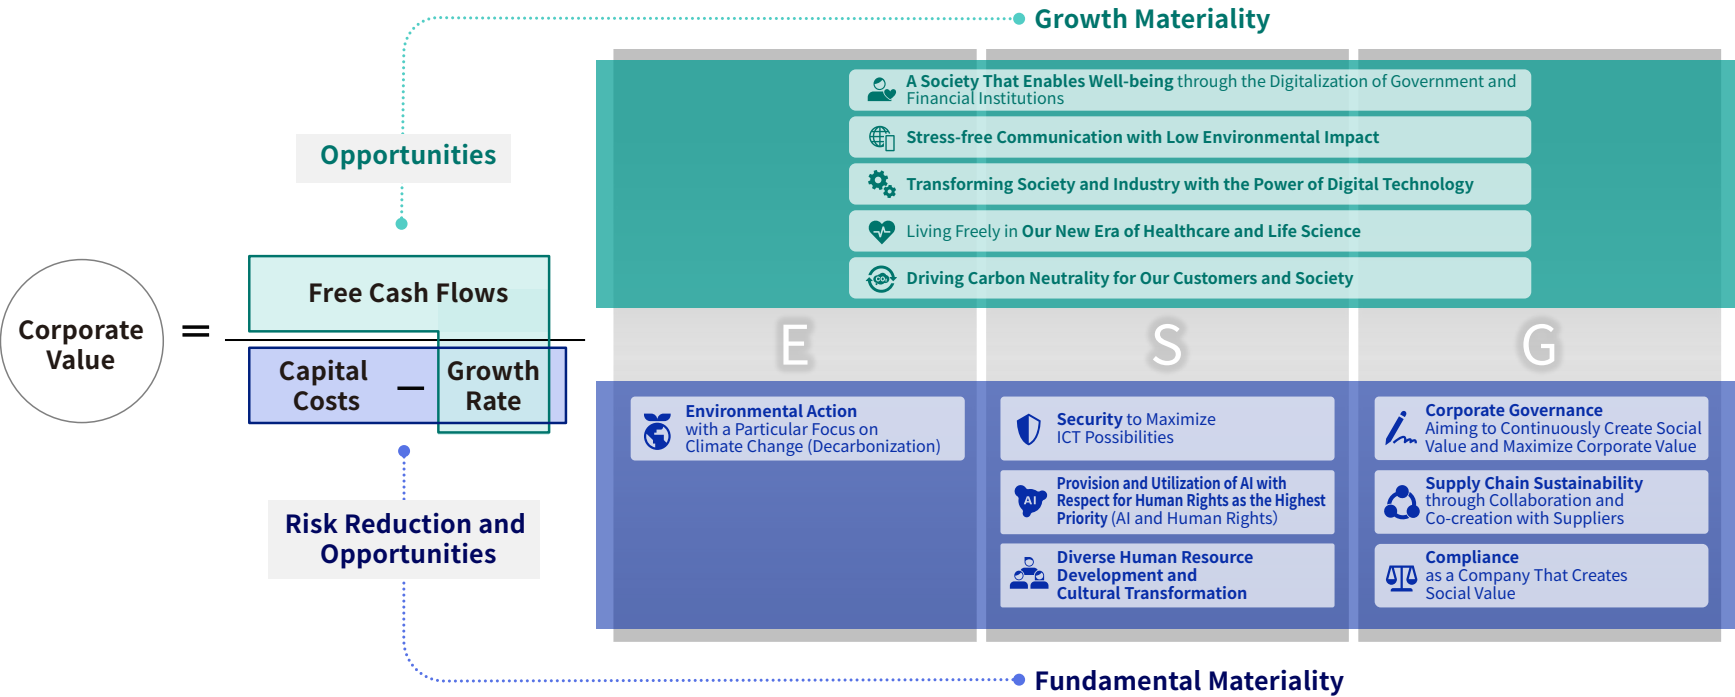 Growth Materiality
A Society That Enables Well-being through the Digitalization of Government and
Financial Institutions
Stress-free Communication with Low Environmental Impact
Transforming Society and Industry with the Power of Digital Technology
Living Freely in Our New Era of Healthcare and Life Science
CO₂
Driving Carbon Neutrality for Our Customers and Society
Opportunities
Corporate
Value
=
Free Cash Flows
Capital
Costs
—
Growth
Rate
E
S
G
Environmental Action
with a Particular Focus on
Climate Change (Decarbonization)
Security to Maximize
ICT Possibilities
AI
Provision and Utilization of AI with
Respect for Human Rights as the Highest
Priority (AI and Human Rights)
Diverse Human Resource
Development and
Cultural Transformation
Corporate Governance
Aiming to Continuously Create Social
Value and Maximize Corporate Value
Supply Chain Sustainability
through Collaboration and
Co-creation with Suppliers
Compliance
as a Company That Creates
Social Value
Risk Reduction and
Opportunities
Fundamental Materiality